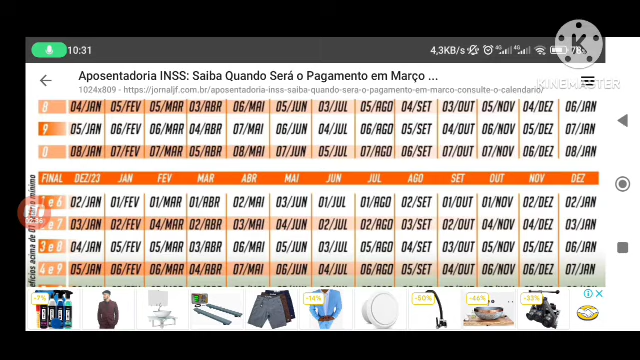 10:31
4,3KB/s 4G 4G
KINEMASTER
Aposentadoria INSS: Saiba Quando Será o Pagamento em Março ...
1024x809 - https://jornaljf.com.br/aposentadoria-inss-saiba-quando-sera-o-pagamento-em-marco-consulte-o-calendario/
8 04/JAN 05/FEV 05/MAR 03/ABR 06/MAI 05/JUN 03/JUL 05/AGO 04/SET 03/OUT 05/NOV 04/DEZ 06/JAN
9 05/JAN 06/FEV 06/MAR 04/ABR 07/MAI 06/JUN 04/JUL 06/AGO 05/SET 04/OUT 06/NOV 05/DEZ 07/JAN
0 08/JAN 07/FEV 07/MAR 05/ABR 08/MAI 07/JUN 05/JUL 07/AGO 06/SET 07/OUT 07/NOV 06/DEZ 08/JAN
FINAL DEZ/23 JAN FEV MAR ABR MAI JUN JUL AGO SET OUT NOV DEZ
e 6 02/JAN 01/FEV 01/MAR 01/ABR 02/MAI 03/JUN 01/JUL 01/AGO 02/SET 01/OUT 01/NOV 02/DEZ 02/JAN
e 7 03/JAN 02/FEV 04/MAR 02/ABR 03/MAI 04/JUN 02/JUL 02/AGO 03/SET 02/OUT 04/NOV 03/DEZ 03/JAN
3 e 8 04/JAN 05/FEV 05/MAR 03/ABR 06/MAI 05/JUN 03/JUL 05/AGO 04/SET 03/OUT 05/NOV 04/DEZ 06/JAN
4 e 9 05/JAN 06/FEV 06/MAR 04/ABR 07/MAI 06/JUN 04/JUL 06/AGO 05/SET 04/OUT 06/NOV 05/DEZ 07/JAN
-7% -14% -50% -46% -33%